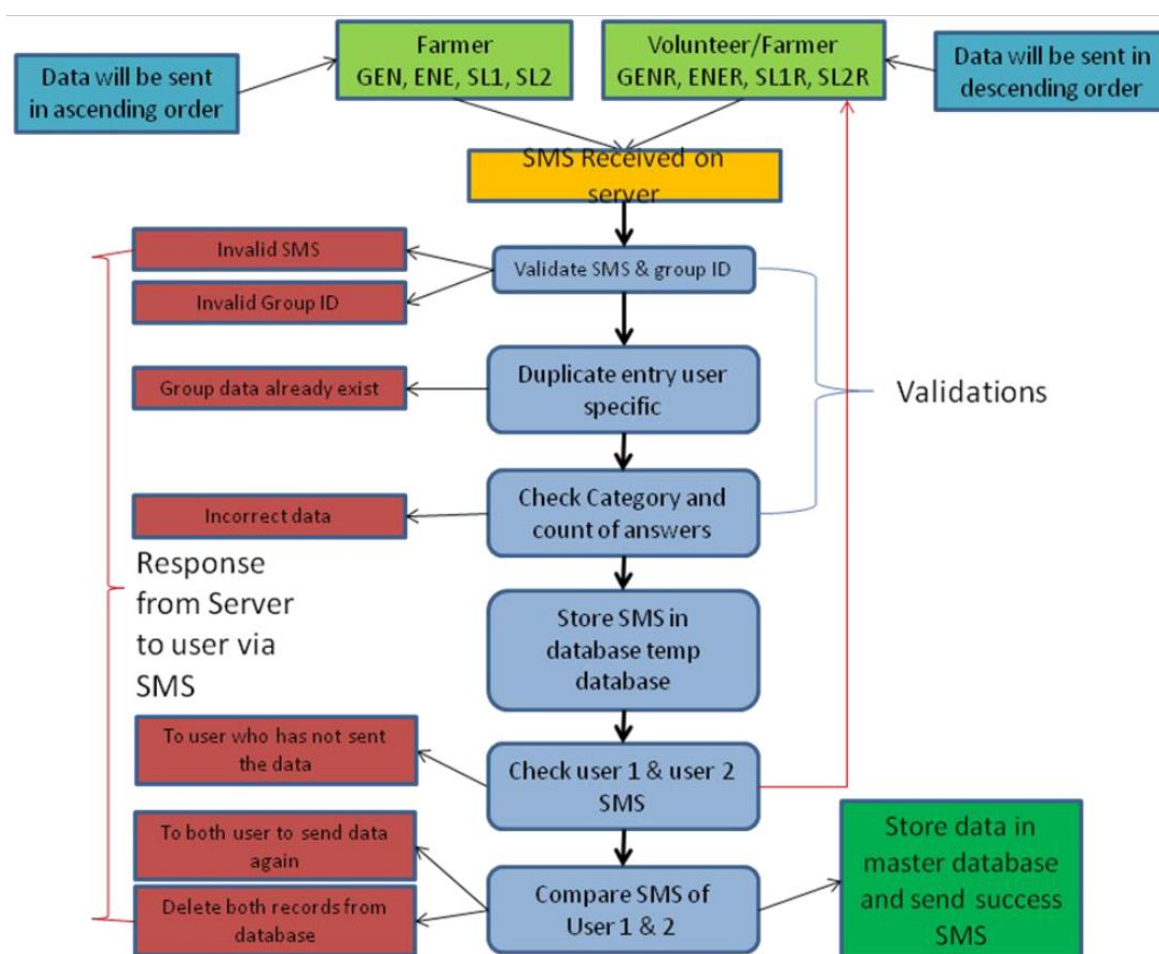 Data will be sent
in ascending order
Farmer
GEN, ENE, SL1, SL2
Volunteer/Farmer
GENR, ENER, SL1R, SL2R
Data will be sent in
descending order
SMS Received on
server
Invalid SMS
Validate SMS & group ID
Invalid Group ID
Group data already exist
Duplicate entry user
specific
Validations
Incorrect data
Check Category and
count of answers
Response
from Server
to user via
SMS
Store SMS in
database temp
database
To user who has not sent
the data
Check user 1 & user 2
SMS
To both user to send data
again
Delete both records from
database
Compare SMS of
User 1 & 2
Store data in
master database
and send success
SMS